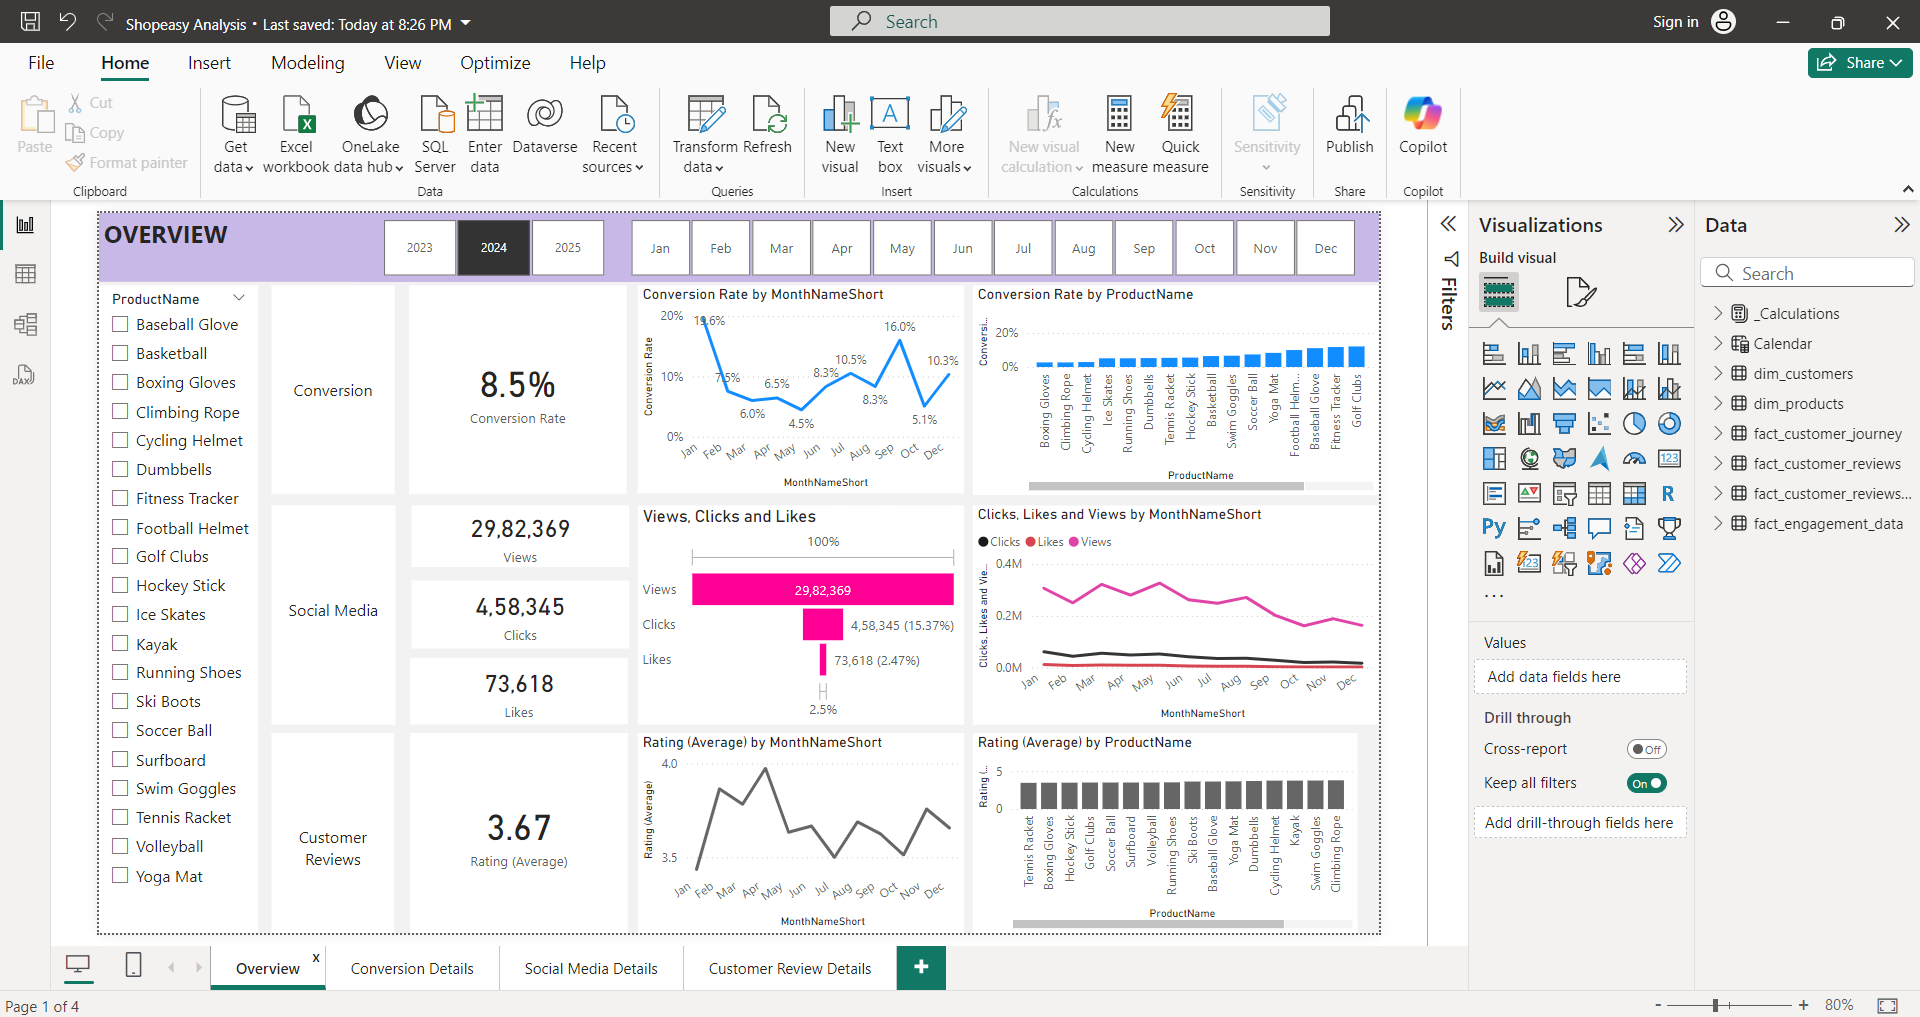 Shopeasy Analysis • Last saved: Today at 8:26 PM
Search
Sign in
File
Home
Insert
Modeling
View
Optimize
Help
Share
Paste
Cut
Copy
Format painter
Clipboard
Get data
Excel workbook
OneLake data hub
SQL Server
Enter data
Dataverse
Recent sources
Data
Transform data
Refresh
Queries
New visual
Text box
More visuals
Insert
New visual calculation
New measure
Quick measure
Calculations
Sensitivity
Sensitivity
Publish
Share
Copilot
Copilot
OVERVIEW
2023
2024
2025
Jan
Feb
Mar
Apr
May
Jun
Jul
Aug
Sep
Oct
Nov
Dec
ProductName
Baseball Glove
Basketball
Boxing Gloves
Climbing Rope
Cycling Helmet
Dumbbells
Fitness Tracker
Football Helmet
Golf Clubs
Hockey Stick
Ice Skates
Kayak
Running Shoes
Ski Boots
Soccer Ball
Surfboard
Swim Goggles
Tennis Racket
Volleyball
Yoga Mat
Conversion
8.5%
Conversion Rate
Conversion Rate by MonthNameShort
Conversion Rate
20%
10%
0%
19.6%
7.5%
6.0%
6.5%
4.5%
8.3%
10.5%
8.3%
16.0%
5.1%
10.3%
Jan
Feb
Mar
Apr
May
Jun
Jul
Aug
Sep
Oct
Dec
MonthNameShort
Conversion Rate by ProductName
Conversi...
20%
0%
Boxing Gloves
Climbing Rope
Cycling Helmet
Ice Skates
Running Shoes
Dumbbells
Tennis Racket
Hockey Stick
Basketball
Swim Goggles
Soccer Ball
Yoga Mat
Football Helm...
Baseball Glove
Fitness Tracker
Golf Clubs
ProductName
Social Media
29,82,369
Views
4,58,345
Clicks
73,618
Likes
Views, Clicks and Likes
100%
Views
29,82,369
Clicks
4,58,345 (15.37%)
Likes
73,618 (2.47%)
2.5%
Clicks, Likes and Views by MonthNameShort
Clicks
Likes
Views
Clicks, Likes and Vie...
0.4M
0.2M
0.0M
Jan
Feb
Mar
Apr
May
Jun
Jul
Aug
Sep
Oct
Nov
Dec
MonthNameShort
Customer
Reviews
3.67
Rating (Average)
Rating (Average) by MonthNameShort
Rating (Average)
4.0
3.5
Jan
Feb
Mar
Apr
May
Jun
Jul
Aug
Sep
Oct
Nov
Dec
MonthNameShort
Rating (Average) by ProductName
Rating (...
5
0
Tennis Racket
Boxing Gloves
Hockey Stick
Golf Clubs
Soccer Ball
Surfboard
Volleyball
Running Shoes
Ski Boots
Baseball Glove
Yoga Mat
Dumbbells
Cycling Helmet
Kayak
Swim Goggles
Climbing Rope
ProductName
Filters
Visualizations
Build visual
123
R
Py
123
...
Values
Add data fields here
Drill through
Cross-report
Off
Keep all filters
On
Add drill-through fields here
Data
Search
_Calculations
Calendar
dim_customers
dim_products
fact_customer_journey
fact_customer_reviews
fact_customer_reviews...
fact_engagement_data
Overview
x
Conversion Details
Social Media Details
Customer Review Details
+
Page 1 of 4
-
+
80%